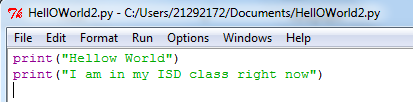 HellOWorld2.py - C:/Users/21292172/Documents/HellOWorld2.py
File Edit Format Run Options Windows Help
print("Hellow World")
print("I am in my ISD class right now")